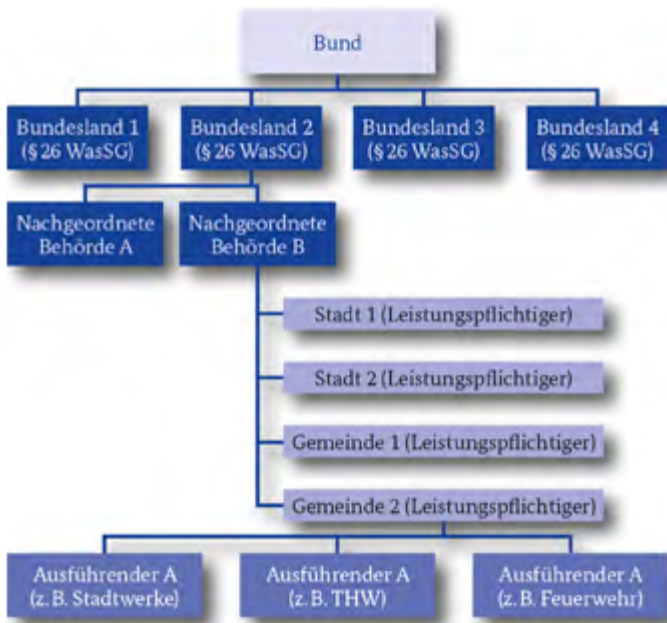 Bund
Bundesland 1
(§ 26 WasSG)
Bundesland 2
(§ 26 WasSG)
Bundesland 3
(§ 26 WasSG)
Bundesland 4
(§ 26 WasSG)
Nachgeordnete
Behörde A
Nachgeordnete
Behörde B
Stadt 1 (Leistungspflichtiger)
Stadt 2 (Leistungspflichtiger)
Gemeinde 1 (Leistungspflichtiger)
Gemeinde 2 (Leistungspflichtiger)
Ausführender A
(z. B. Stadtwerke)
Ausführender A
(z. B. THW)
Ausführender A
(z. B. Feuerwehr)